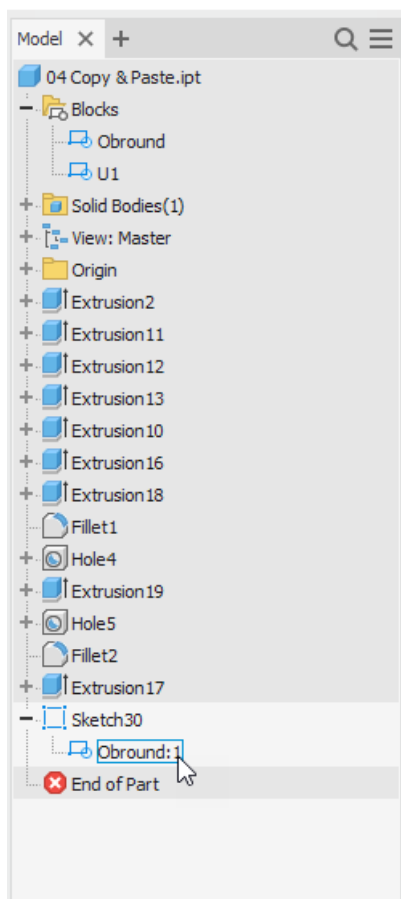 Model
04 Copy & Paste.ipt
Blocks
Obround
U1
Solid Bodies(1)
View: Master
Origin
Extrusion2
Extrusion11
Extrusion12
Extrusion13
Extrusion10
Extrusion16
Extrusion18
Fillet1
Hole4
Extrusion19
Hole5
Fillet2
Extrusion17
Sketch30
Obround:1
End of Part